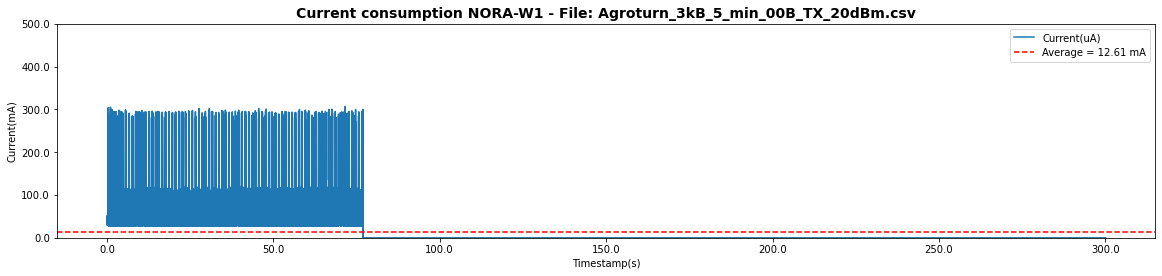 Current consumption NORA-W1 - File: Agroturn_3kB_5_min_00B_TX_20dBm.csv
500.0
400.0
300.0
200.0
100.0
0.0
Current(mA)
Current(uA)
Average = 12.61 mA
0.0 50.0 100.0 150.0 200.0 250.0 300.0
Timestamp(s)